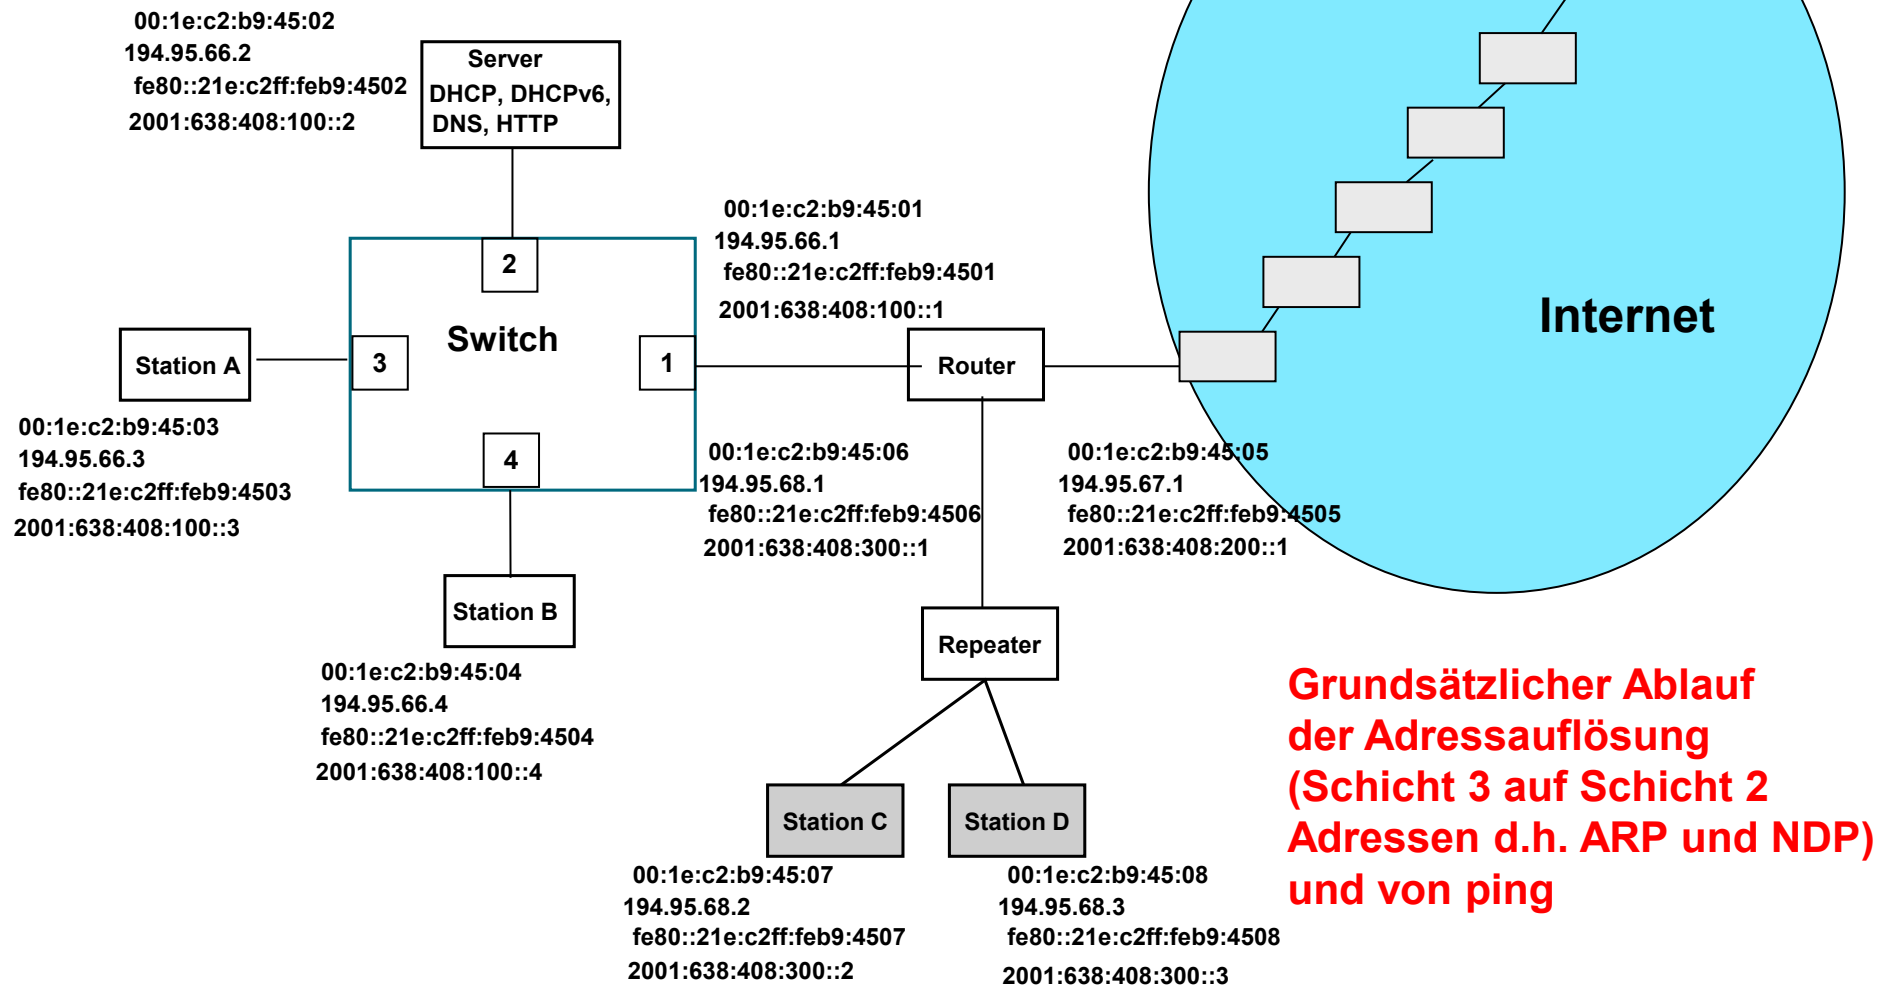 00:1e:c2:b9:45:02
194.95.66.2
fe80::21e:c2ff:feb9:4502
2001:638:408:100::2
Server
DHCP, DHCPv6,
DNS, HTTP
00:1e:c2:b9:45:01
194.95.66.1
fe80::21e:c2ff:feb9:4501
2001:638:408:100::1
2
Switch
3
1
4
Station A
Router
Internet
00:1e:c2:b9:45:03
194.95.66.3
fe80::21e:c2ff:feb9:4503
2001:638:408:100::3
00:1e:c2:b9:45:06
194.95.68.1
fe80::21e:c2ff:feb9:4506
2001:638:408:300::1
00:1e:c2:b9:45:05
194.95.67.1
fe80::21e:c2ff:feb9:4505
2001:638:408:200::1
Station B
00:1e:c2:b9:45:04
194.95.66.4
fe80::21e:c2ff:feb9:4504
2001:638:408:100::4
Repeater
Station C
Station D
00:1e:c2:b9:45:07
194.95.68.2
fe80::21e:c2ff:feb9:4507
2001:638:408:300::2
00:1e:c2:b9:45:08
194.95.68.3
fe80::21e:c2ff:feb9:4508
2001:638:408:300::3
Grundsätzlicher Ablauf
der Adressauflösung
(Schicht 3 auf Schicht 2
Adressen d.h. ARP und NDP)
und von ping